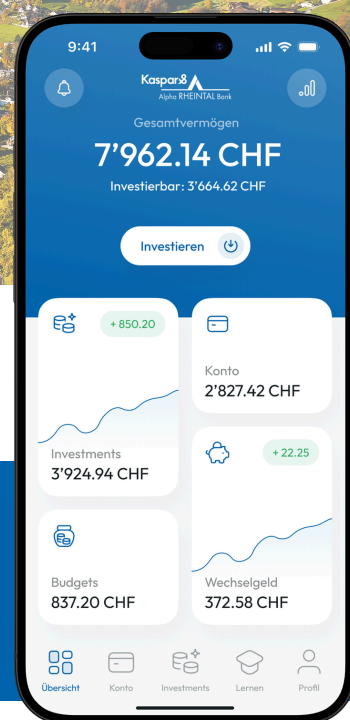 9:41
Kaspar&
Alpha RHEINTAL Bank
Gesamtvermögen
7’962.14 CHF
Investierbar: 3’664.62 CHF
Investieren
+ 850.20
Investments
3’924.94 CHF
Konto
2’827.42 CHF
+ 22.25
Budgets
837.20 CHF
Wechselgeld
372.58 CHF
Übersicht
Konto
Investments
Lernen
Profil